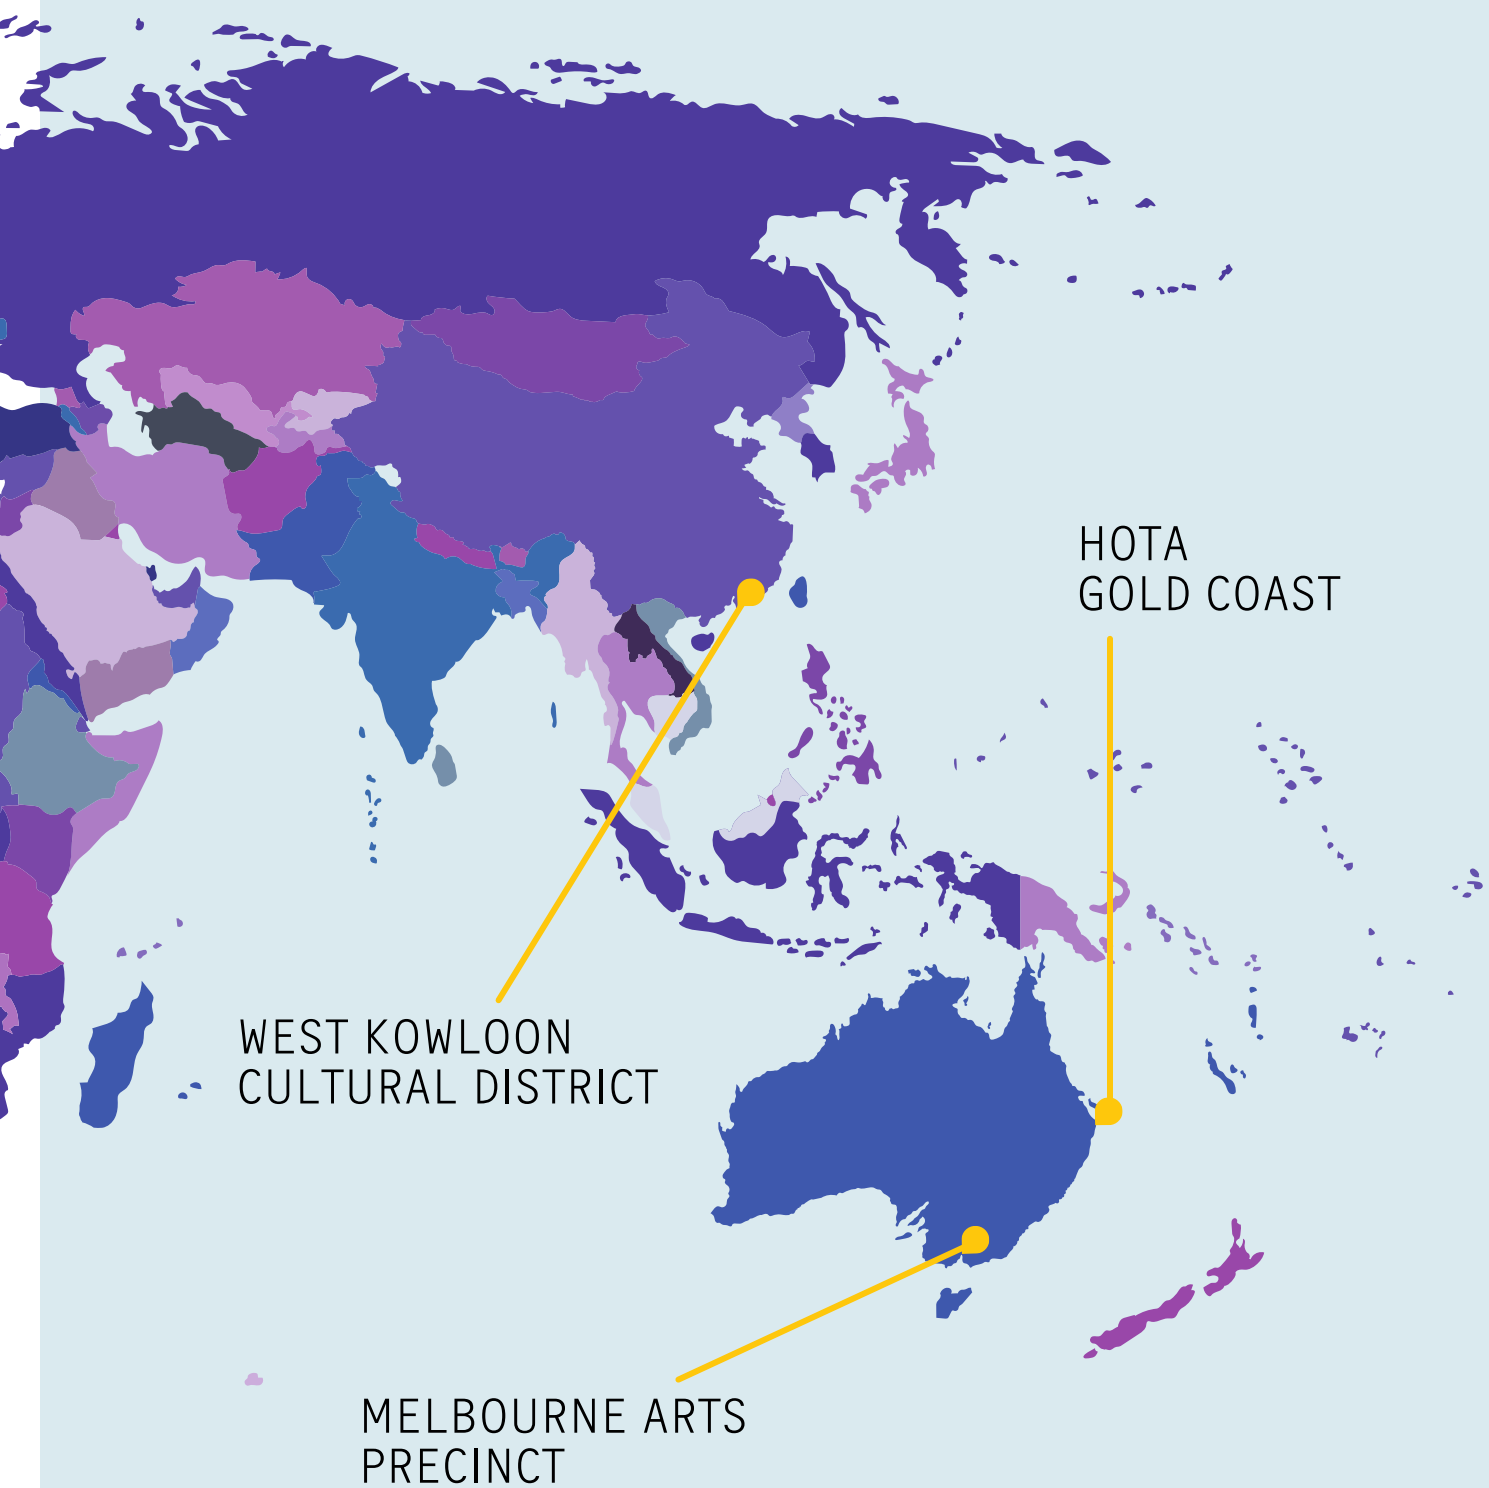 HOTA
GOLD COAST
WEST KOWLOON
CULTURAL DISTRICT
MELBOURNE ARTS
PRECINCT